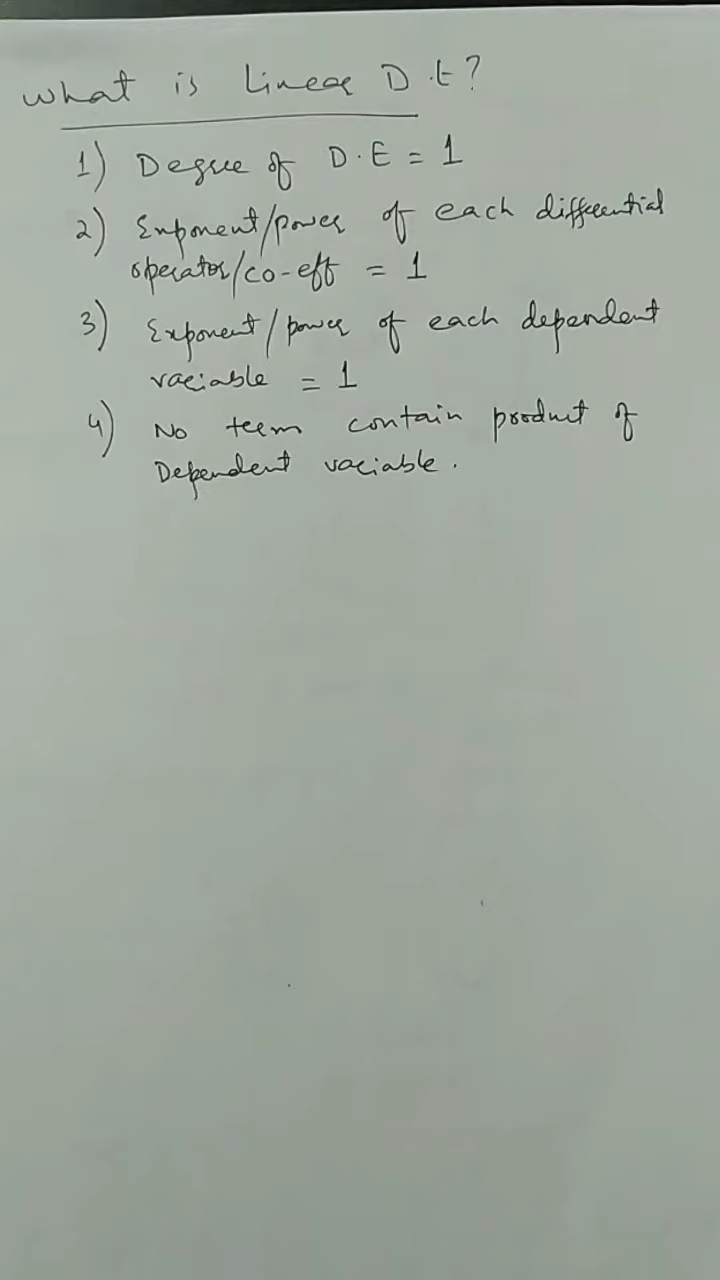 What is Linear D.E?
1) Degree of D.E = 1
2) Exponent/power of each differential
operator/co-eff = 1
3) Exponent/power of each dependent
variable = 1
4) No term contain product of
Dependent variable.